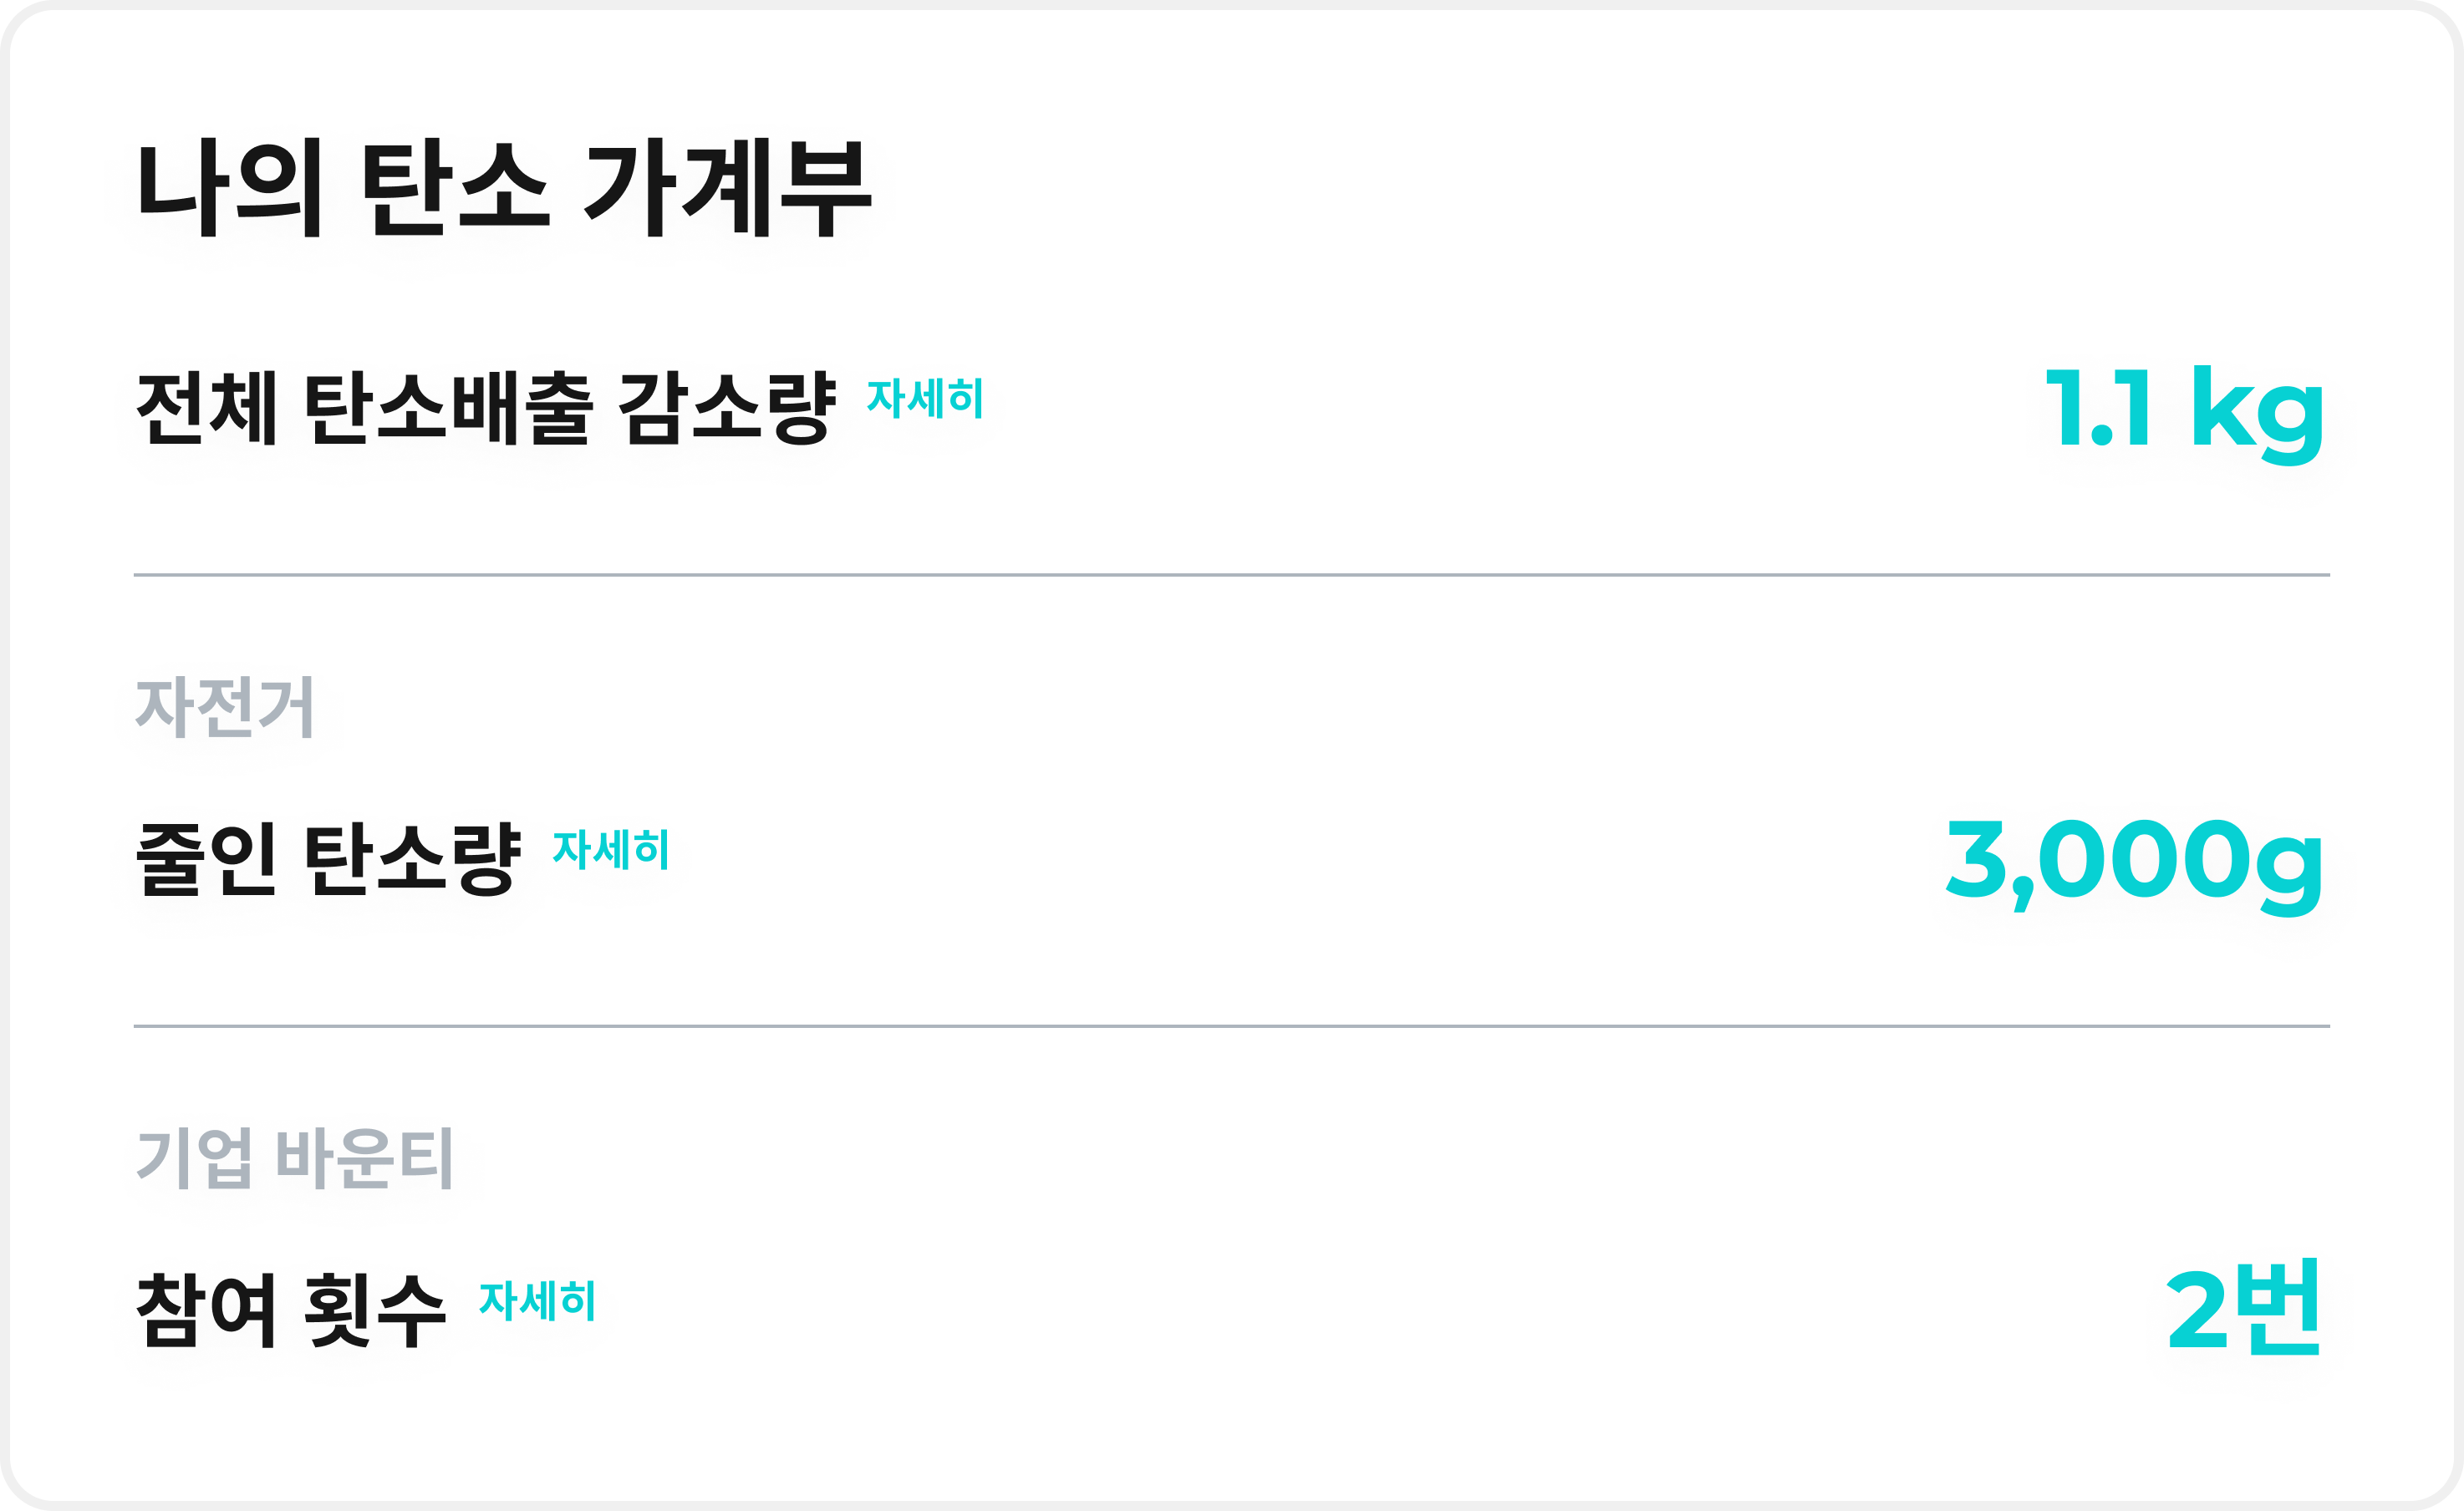 나의 탄소 가계부
전체 탄소배출 감소량 자세히 1.1 kg
자전거
줄인 탄소량 자세히 3,000g
기업 바운티
참여 횟수 자세히 2번